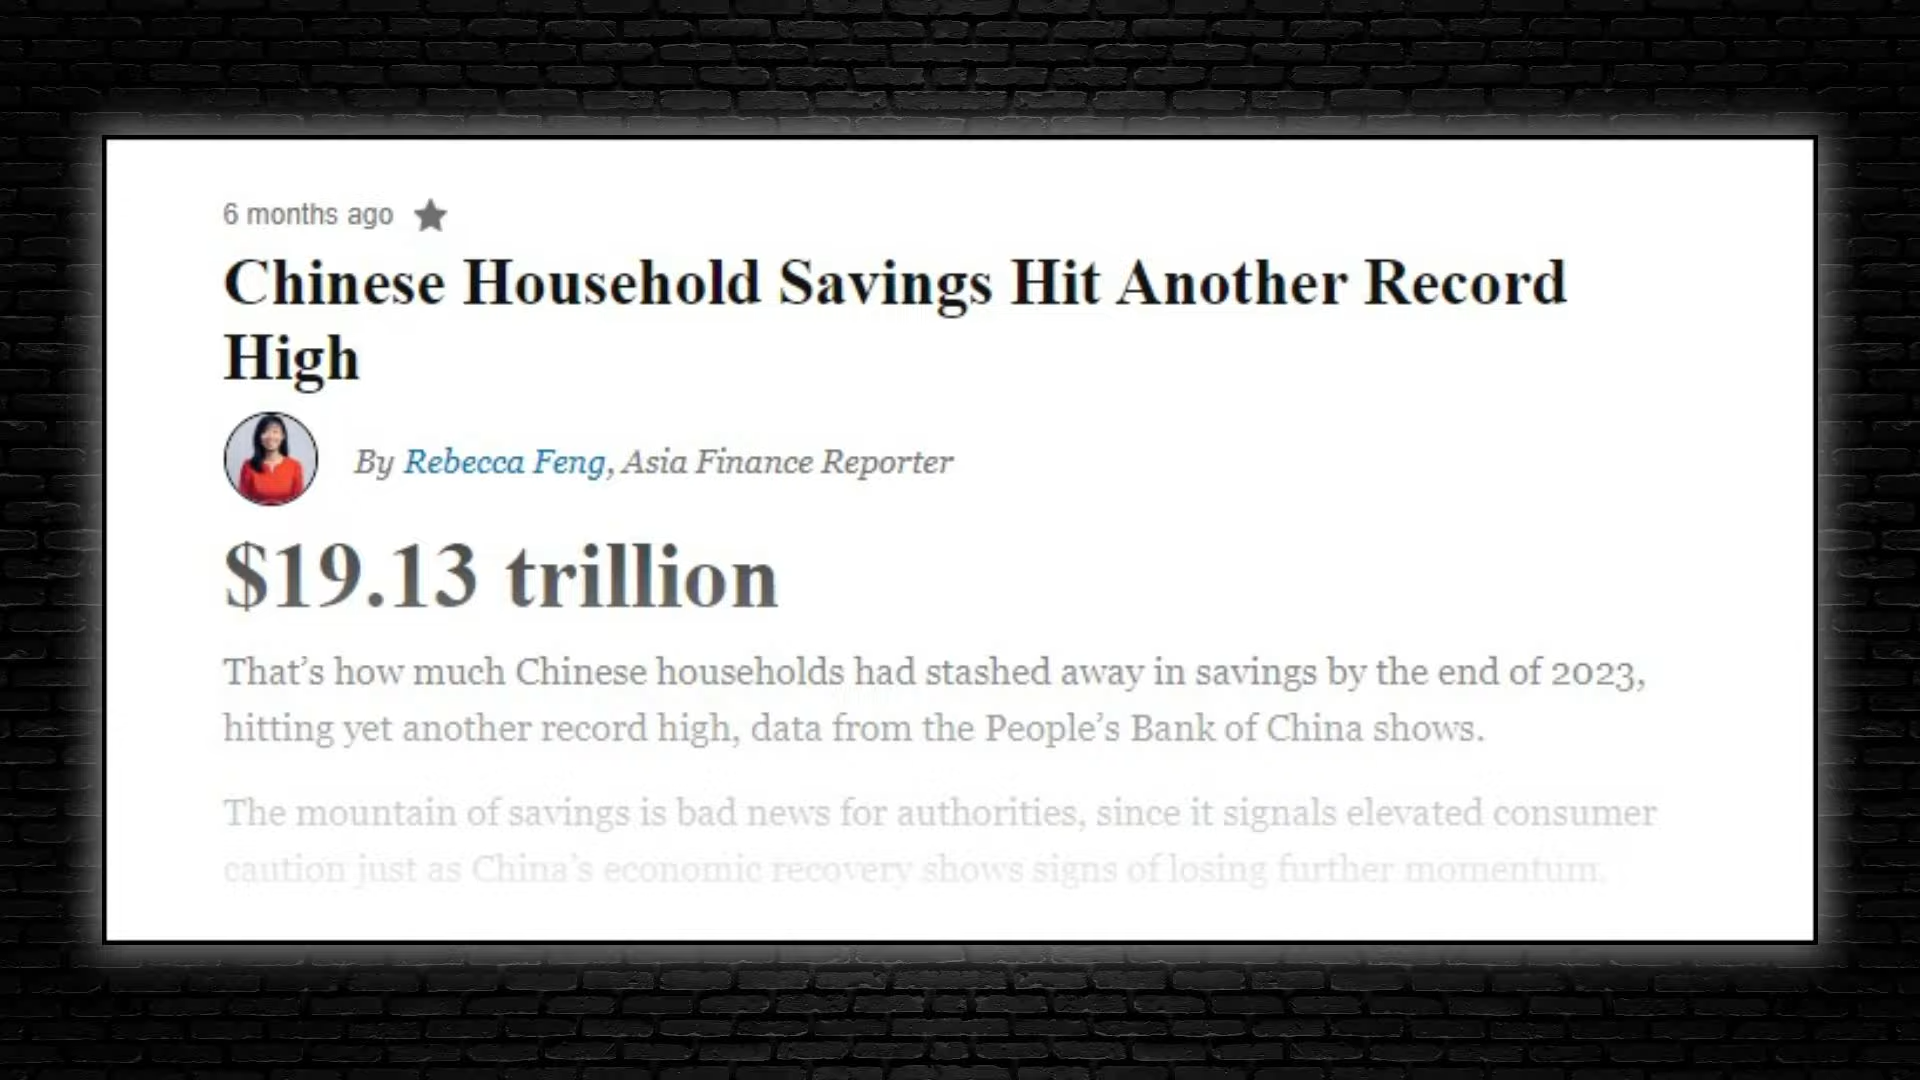 6 months ago
Chinese Household Savings Hit Another Record
High
By Rebecca Feng, Asia Finance Reporter
$19.13 trillion
That’s how much Chinese households had stashed away in savings by the end of 2023,
hitting yet another record high, data from the People’s Bank of China shows.
The mountain of savings is bad news for authorities, since it signals elevated consumer
caution just as China’s economic recovery shows signs of losing further momentum.